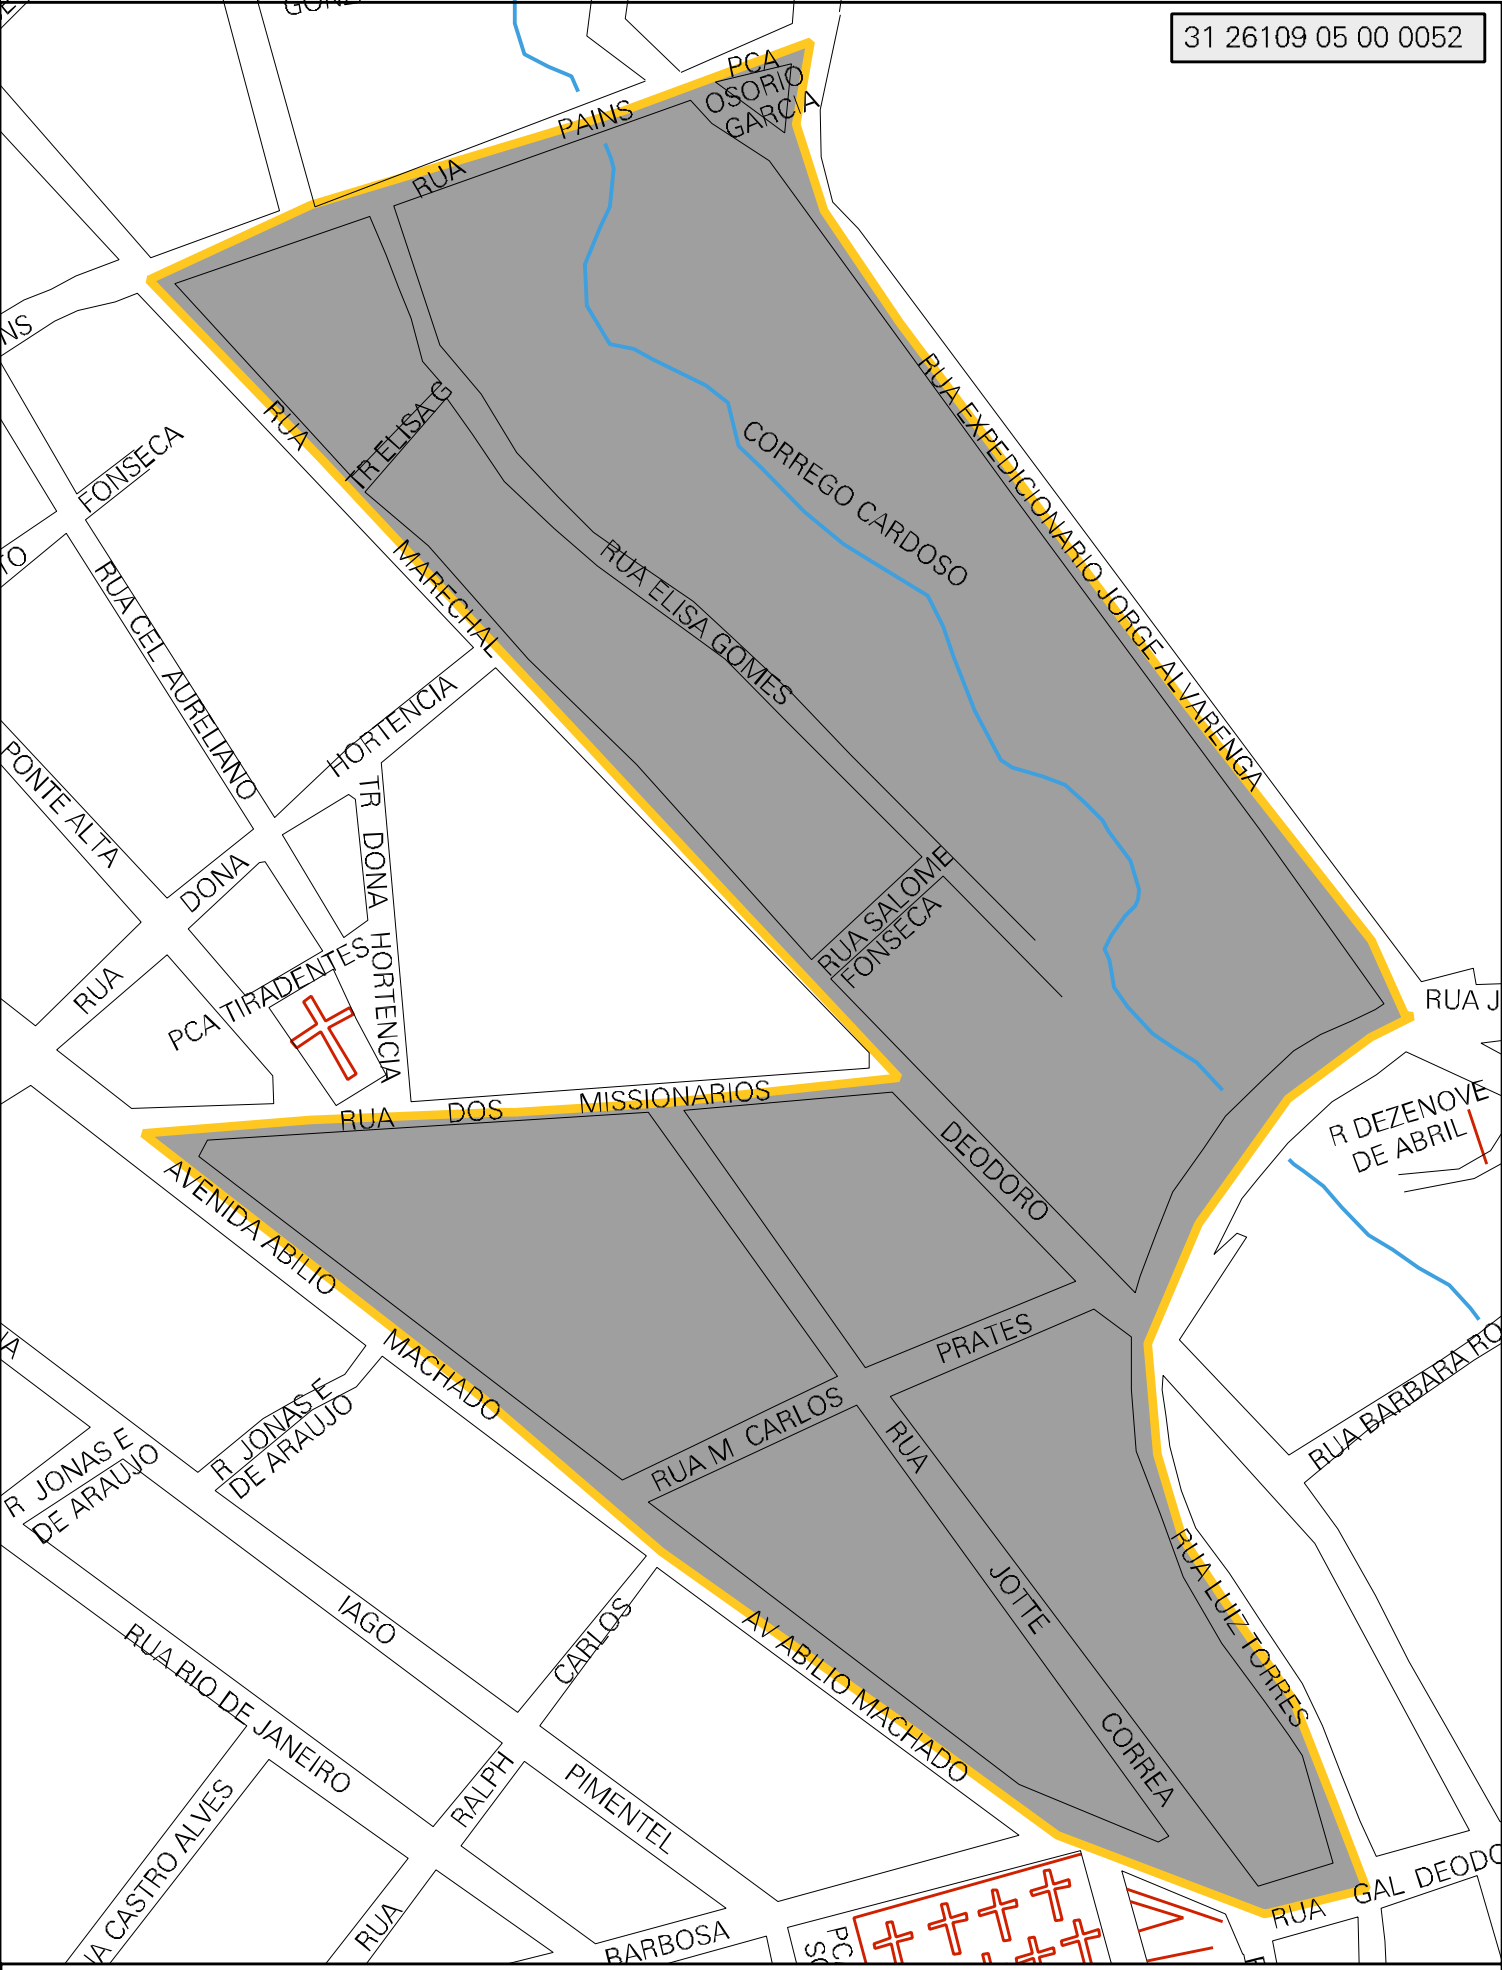 31 26109 05 00 0052
PCA
OSORIO
GARCIA
PAINS
RUA
NS
RUA
FONSECA
TR ELISA G
RUA EXPEDICIONARIO JORGE ALVARENGA
CORREGO CARDOSO
TO
MARECHAL
RUA ELISA GOMES
RUA CEL AURELIANO
HORTENCIA
PONTE ALTA
TR DONA HORTENCIA
DONA
RUA SALOME
FONSECA
RUA
PCA TIRADENTES
RUA J
RUA DOS MISSIONARIOS
R DEZENOVE
DE ABRIL
DEODORO
AVENIDA ABILIO
MACHADO
PRATES
RUA BARBARA RO
R JONAS E
DE ARAUJO
RUA M CARLOS
RUA
R JONAS E
DE ARAUJO
JOTTE
RUA LUIZ TORRES
IAGO
CARLOS
AV ABILIO MACHADO
RUA RIO DE JANEIRO
CORREA
RALPH
PIMENTEL
CASTRO ALVES
GAL DEODO
RUA
RUA
BARBOSA